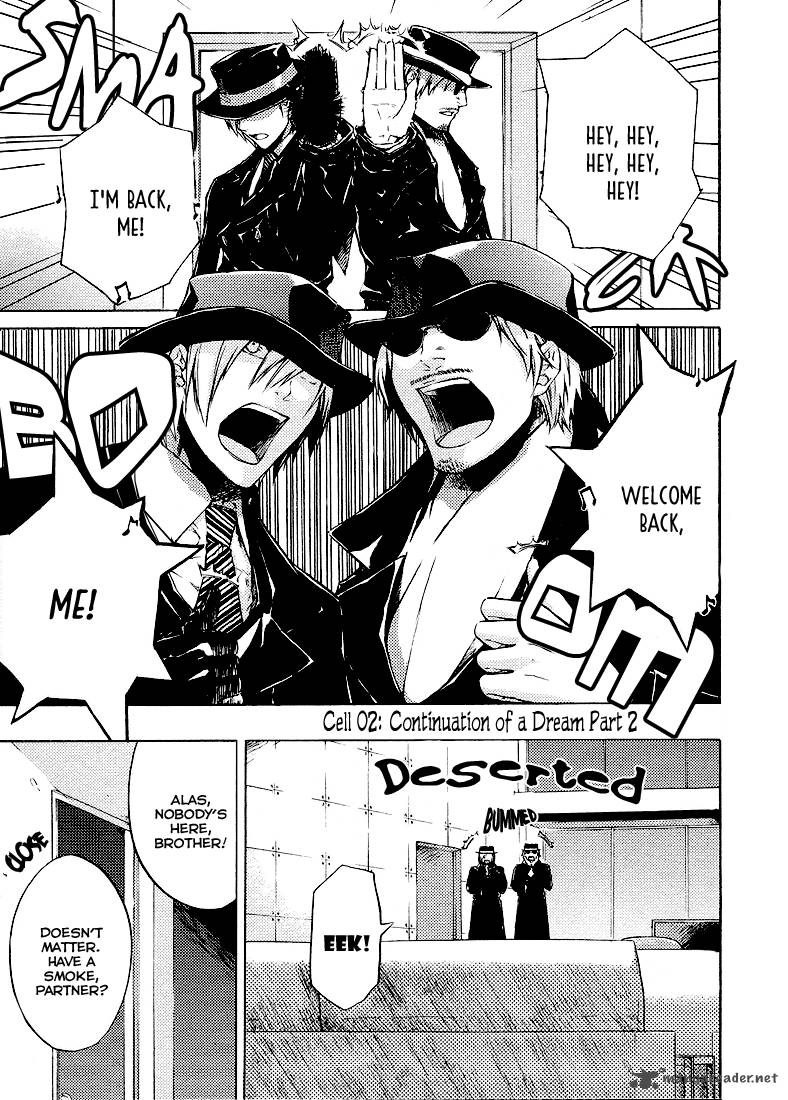 HEY, HEY,
HEY, HEY,
HEY!
SMA
I'M BACK,
ME!
CK
WELCOME
BACK,
BO
OM
ME!
Cell 02: Continuation of a Dream Part 2
Deserted
BUMMED
EEK!
ALAS,
NOBODY'S
HERE,
BROTHER!
CLOSE
DOESN'T
MATTER.
HAVE A
SMOKE,
PARTNER?